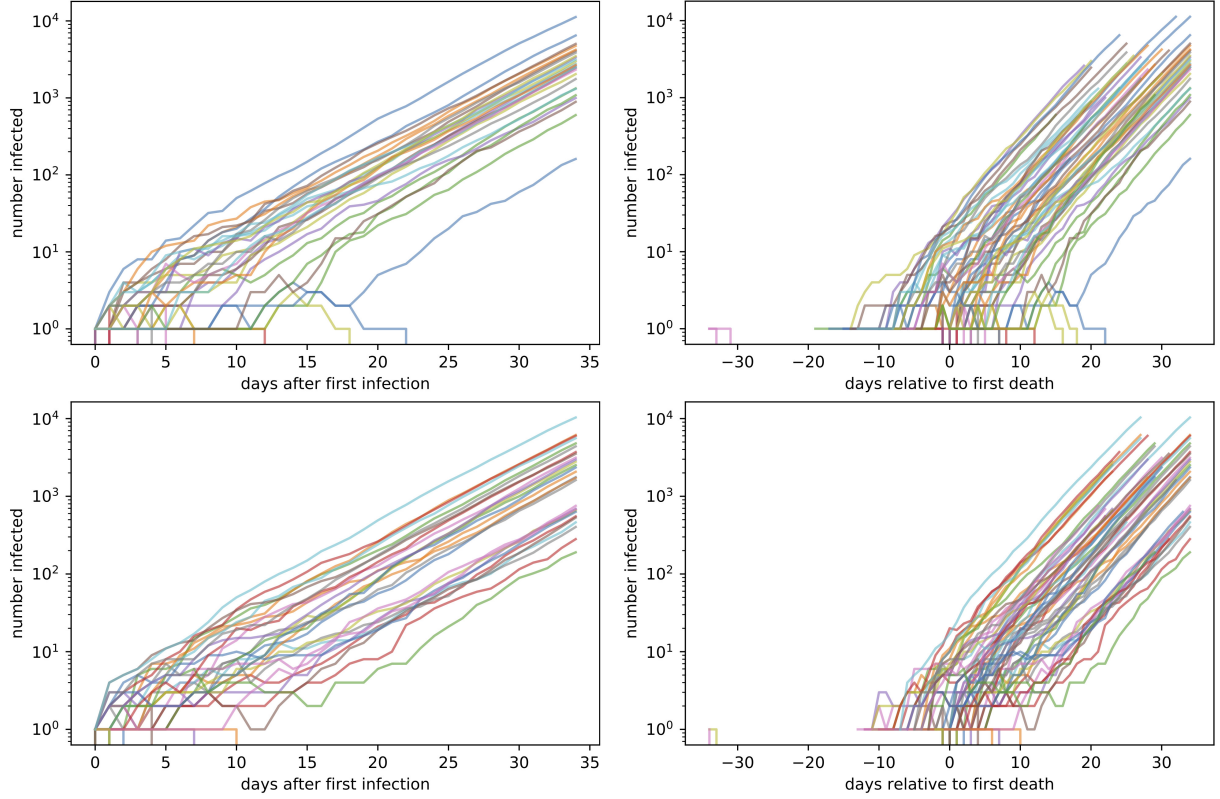 10⁴
10³
10²
10¹
10⁰
number infected
0 5 10 15 20 25 30 35
days after first infection
10⁴
10³
10²
10¹
10⁰
number infected
−30 −20 −10 0 10 20 30
days relative to first death
10⁴
10³
10²
10¹
10⁰
number infected
0 5 10 15 20 25 30 35
days after first infection
10⁴
10³
10²
10¹
10⁰
number infected
−30 −20 −10 0 10 20 30
days relative to first death